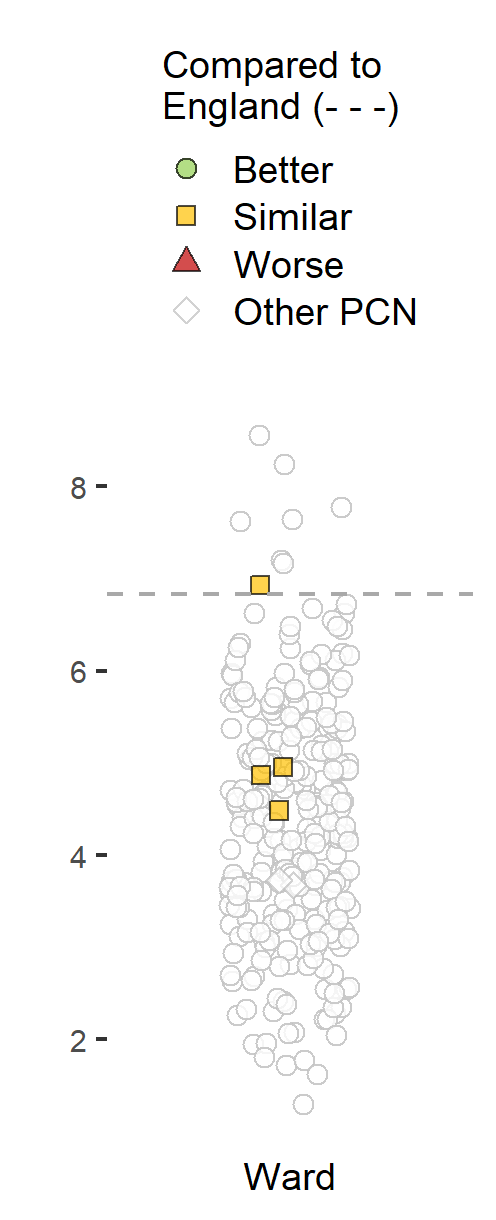 Compared to
England (- - -)
Better
Similar
Worse
Other PCN
8
6
4
2
Ward